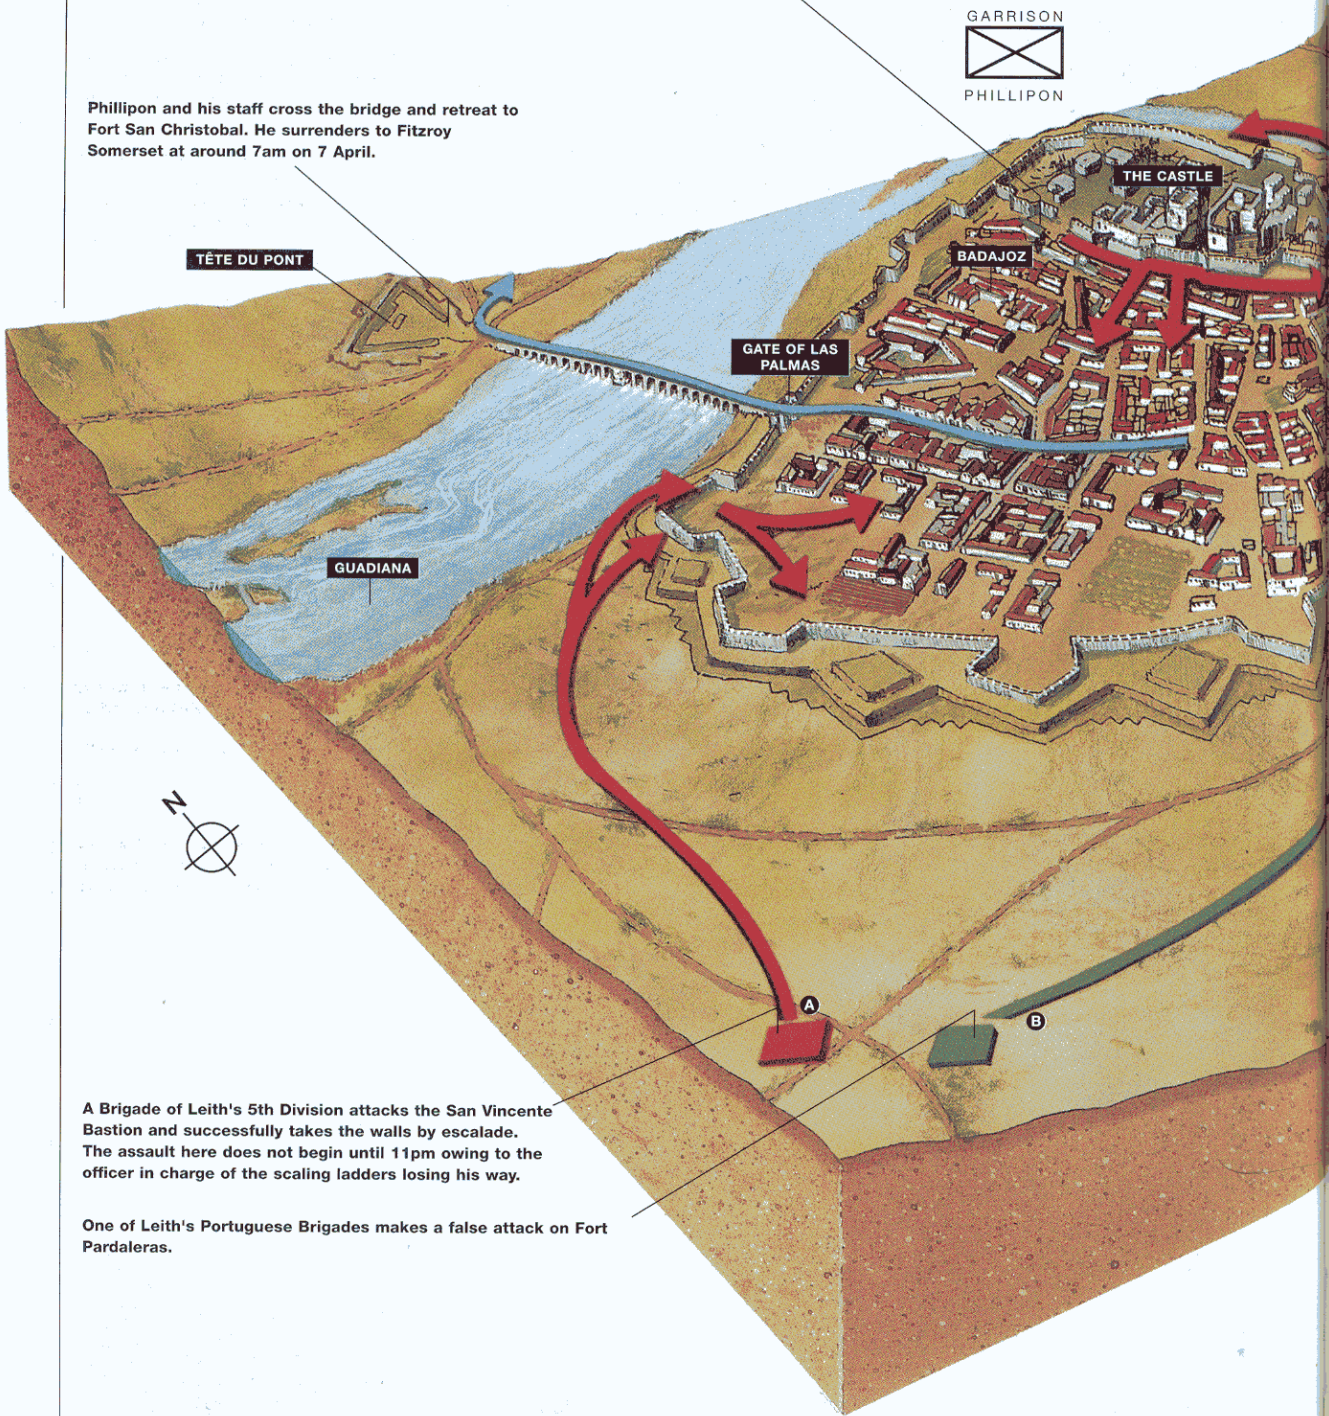 GARRISON
PHILLIPON
Phillipon and his staff cross the bridge and retreat to
Fort San Christobal. He surrenders to Fitzroy
Somerset at around 7am on 7 April.
THE CASTLE
TÊTE DU PONT
BADAJOZ
GATE OF LAS
PALMAS
GUADIANA
N
A
B
A Brigade of Leith's 5th Division attacks the San Vincente
Bastion and successfully takes the walls by escalade.
The assault here does not begin until 11pm owing to the
officer in charge of the scaling ladders losing his way.
One of Leith's Portuguese Brigades makes a false attack on Fort
Pardaleras.